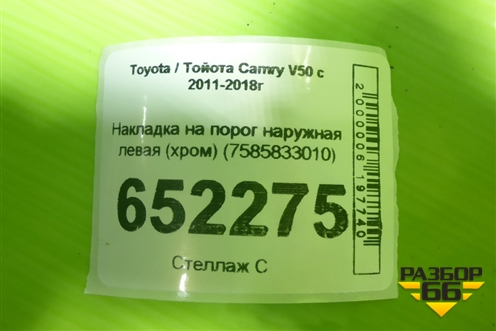 Toyota / Тойота Camry V50 с
2011-2018г
Накладка на порог наружная
левая (хром) (7585833010)
652275
Стеллаж С
2000006197740
РАЗБОР
66